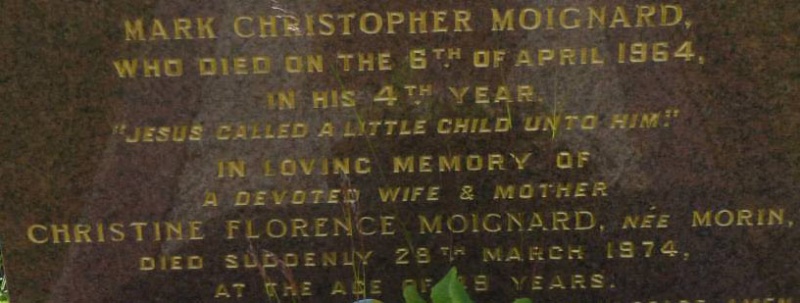 MARK CHRISTOPHER MOIGNARD,
WHO DIED ON THE 6TH. OF APRIL 1964,
IN HIS 4TH. YEAR.
"JESUS CALLED A LITTLE CHILD UNTO HIM."
IN LOVING MEMORY OF
A DEVOTED WIFE & MOTHER
CHRISTINE FLORENCE MOIGNARD, NÉE MORIN,
DIED SUDDENLY 28TH MARCH 1974,
AT THE AGE OF YEARS.